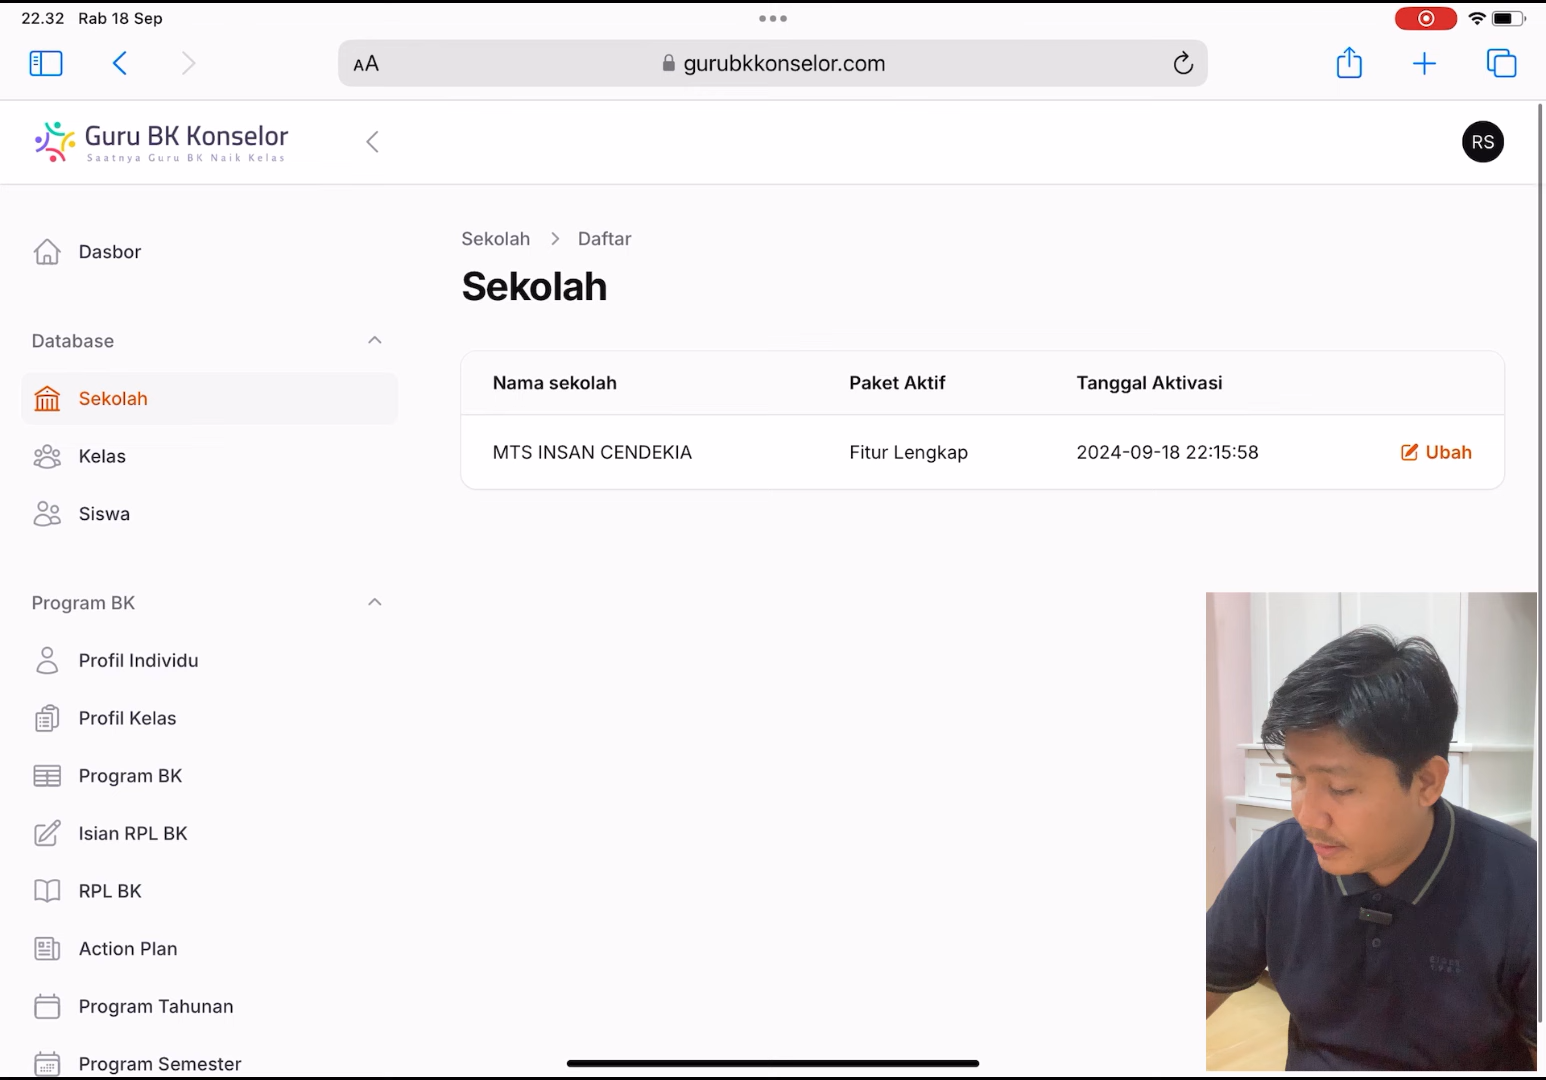 22.32 Rab 18 Sep
AA
gurubkkonselor.com
Guru BK Konselor
Saatnya Guru BK Naik Kelas
RS
Dasbor
Database
Sekolah
Kelas
Siswa
Program BK
Profil Individu
Profil Kelas
Program BK
Isian RPL BK
RPL BK
Action Plan
Program Tahunan
Program Semester
Sekolah > Daftar
Sekolah
Nama sekolah Paket Aktif Tanggal Aktivasi
MTS INSAN CENDEKIA Fitur Lengkap 2024-09-18 22:15:58 Ubah